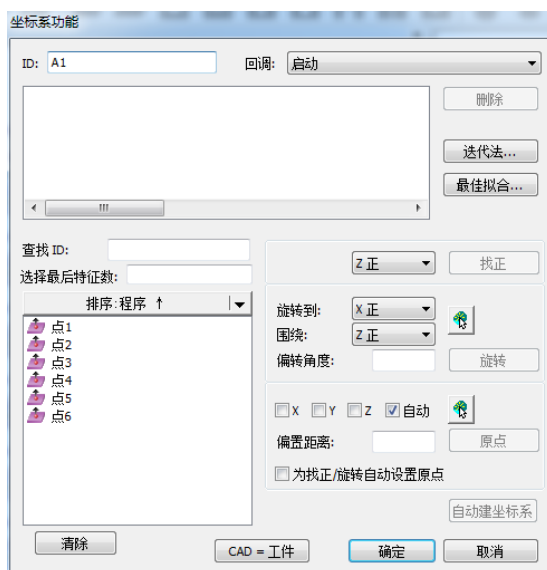 坐标系功能
ID: A1
回调: 启动
删除
迭代法...
最佳拟合...
查找 ID:
选择最后特征数:
排序:程序 ↑
点1
点2
点3
点4
点5
点6
清除
Z 正
找正
旋转到: X 正
围绕: Z 正
偏转角度:
旋转
X Y Z 自动
偏置距离:
原点
为找正/旋转自动设置原点
自动建坐标系
CAD = 工件
确定
取消